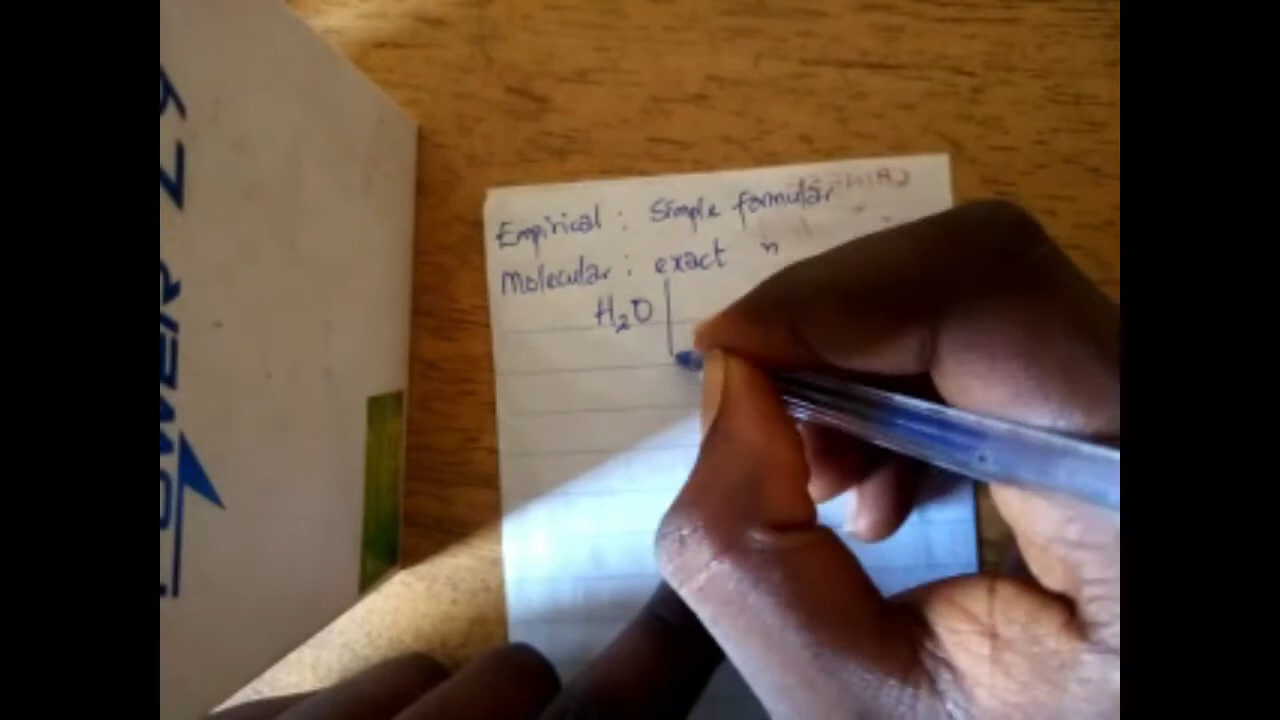 Empirical : Simple formular
Molecular : exact "
H₂O